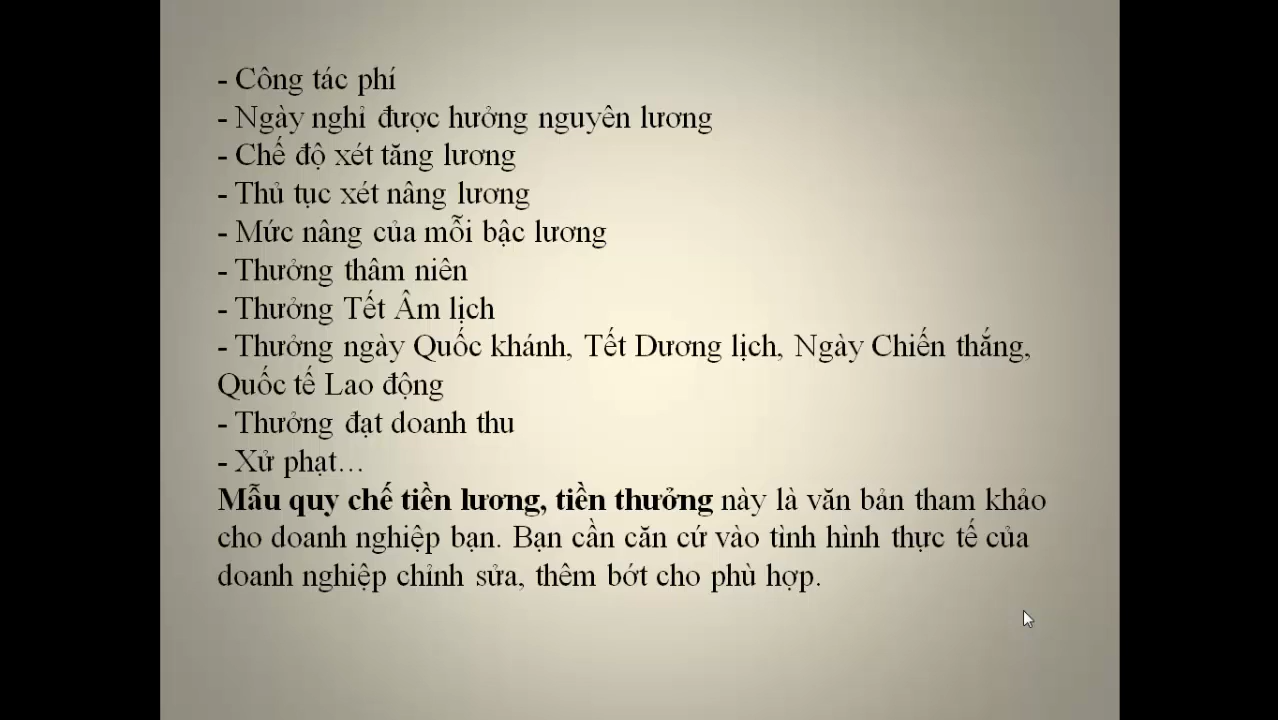 - Công tác phí
- Ngày nghỉ được hưởng nguyên lương
- Chế độ xét tăng lương
- Thủ tục xét nâng lương
- Mức nâng của mỗi bậc lương
- Thưởng thâm niên
- Thưởng Tết Âm lịch
- Thưởng ngày Quốc khánh, Tết Dương lịch, Ngày Chiến thắng,
Quốc tế Lao động
- Thưởng đạt doanh thu
- Xử phạt…
Mẫu quy chế tiền lương, tiền thưởng này là văn bản tham khảo
cho doanh nghiệp bạn. Bạn cần căn cứ vào tình hình thực tế của
doanh nghiệp chỉnh sửa, thêm bớt cho phù hợp.